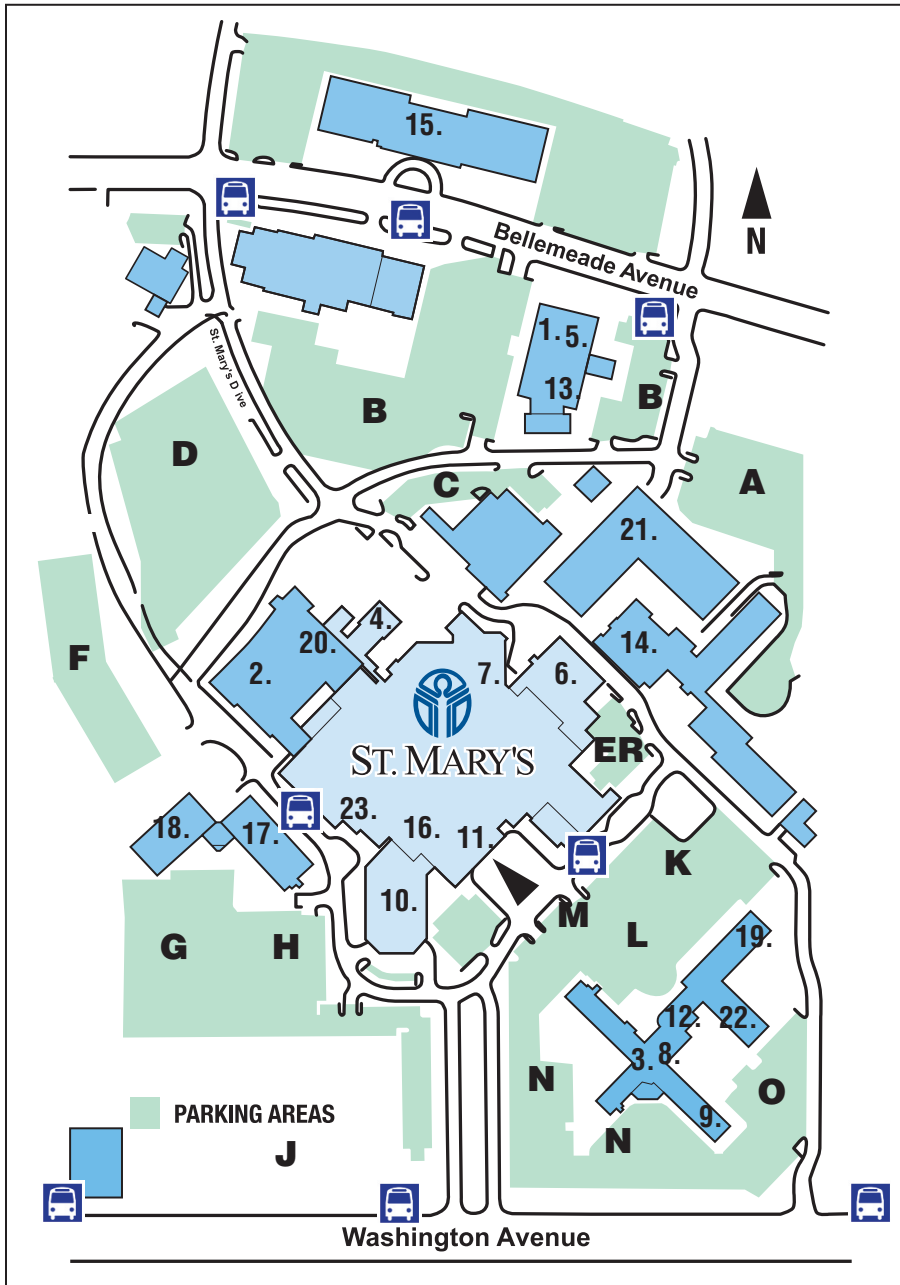 15.
N
Bellemeade Avenue
1.
5.
13.
St. Mary's D ive
B
B
D
C
A
21.
4.
20.
14.
2.
7.
6.
F
ER
ST. MARY'S
23.
16.
11.
18.
17.
K
10.
M
L
19.
G
H
12.
22.
3.
8.
N
O
9.
N
PARKING AREAS
J
Washington Avenue